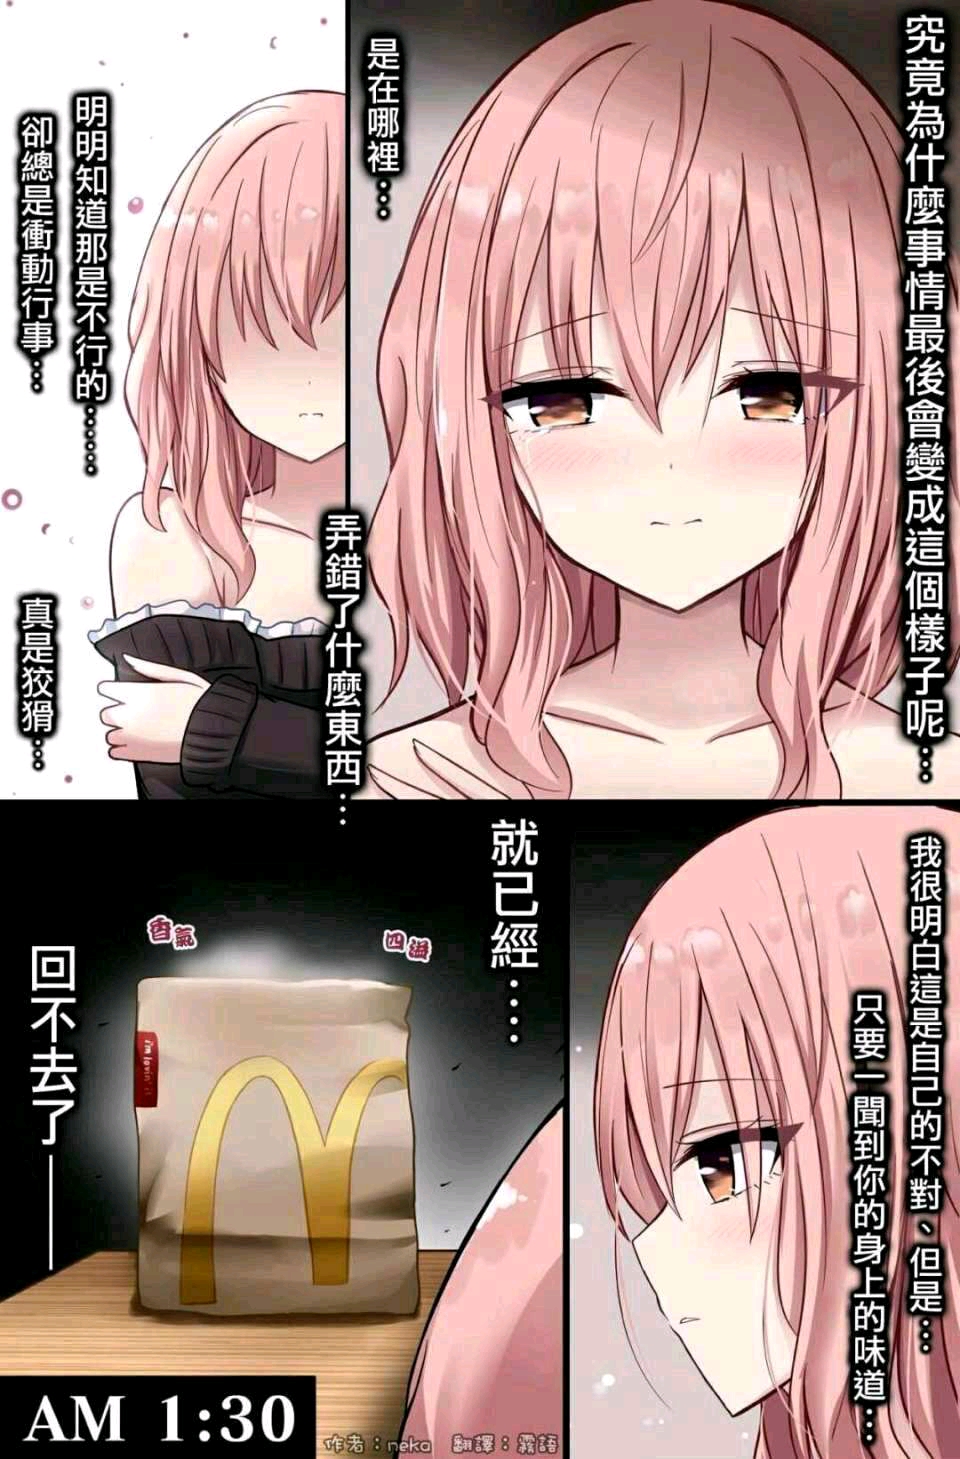 究竟為什麼事情最後會變成這個樣子呢…
是在哪裡…
弄錯了什麼東西…
明明知道那是不行的……
卻總是衝動行事…
真是狡猾…
我很明白這是自己的不對、但是…
只要一聞到你的身上的味道…
就已經……
香氣
四溢
i'm lovin' it
回不去了——
AM 1:30
作者：neka 翻譯：霧語